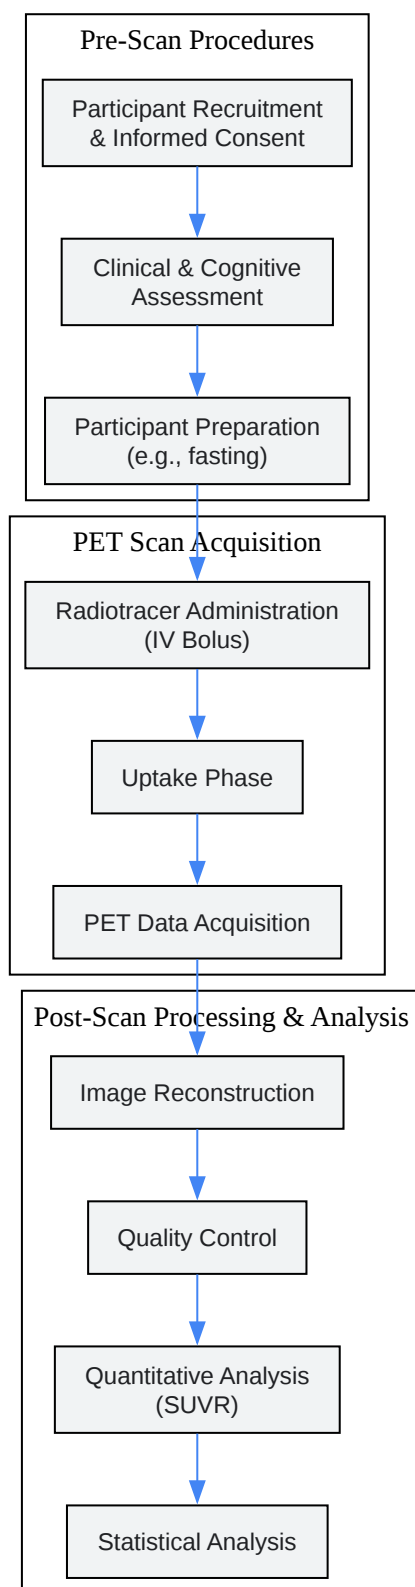 Pre-Scan Procedures
Participant Recruitment
& Informed Consent
Clinical & Cognitive
Assessment
Participant Preparation
(e.g., fasting)
PET Scan Acquisition
Radiotracer Administration
(IV Bolus)
Uptake Phase
PET Data Acquisition
Post-Scan Processing & Analysis
Image Reconstruction
Quality Control
Quantitative Analysis
(SUVR)
Statistical Analysis